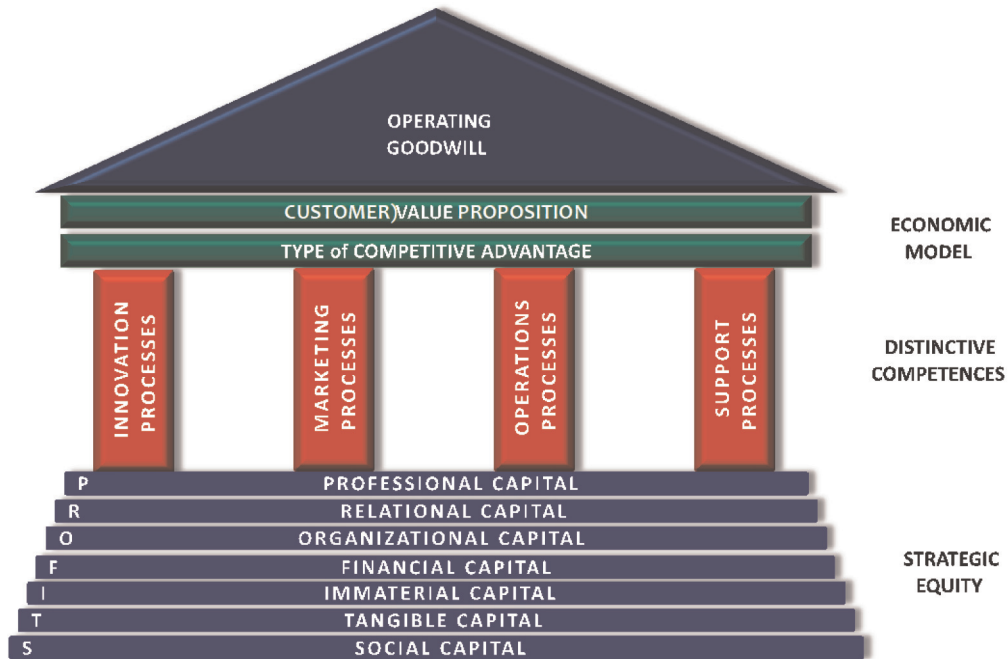 OPERATING
GOODWILL
CUSTOMER)VALUE PROPOSITION
TYPE of COMPETITIVE ADVANTAGE
ECONOMIC
MODEL
INNOVATION
PROCESSES
MARKETING
PROCESSES
OPERATIONS
PROCESSES
SUPPORT
PROCESSES
DISTINCTIVE
COMPETENCES
P PROFESSIONAL CAPITAL
R RELATIONAL CAPITAL
O ORGANIZATIONAL CAPITAL
F FINANCIAL CAPITAL
I IMMATERIAL CAPITAL
T TANGIBLE CAPITAL
S SOCIAL CAPITAL
STRATEGIC
EQUITY